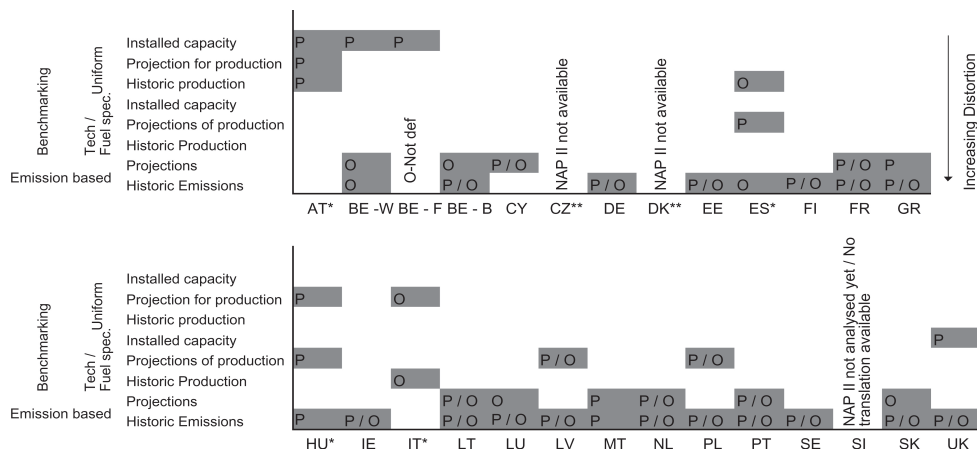 Benchmarking
Uniform
Tech /
Fuel spec.
Emission based
Installed capacity P P P
Projection for production P
Historic production P O
Installed capacity
Projections of production P
Historic Production
Projections O O P / O P / O P
Historic Emissions O P / O P / O P / O O P / O P / O P / O
O-Not def
NAP II not available
NAP II not available
Increasing Distortion
AT* BE -W BE - F BE - B CY CZ** DE DK** EE ES* FI FR GR
Benchmarking
Uniform
Tech /
Fuel spec.
Emission based
Installed capacity
Projection for production P O
Historic production
Installed capacity P
Projections of production P P / O P / O
Historic Production O
Projections P / O O P P / O P / O O
Historic Emissions P P / O P / O P / O P / O P P / O P / O P / O P / O P / O P / O
NAP II not analysed yet / No
translation available
HU* IE IT* LT LU LV MT NL PL PT SE SI SK UK